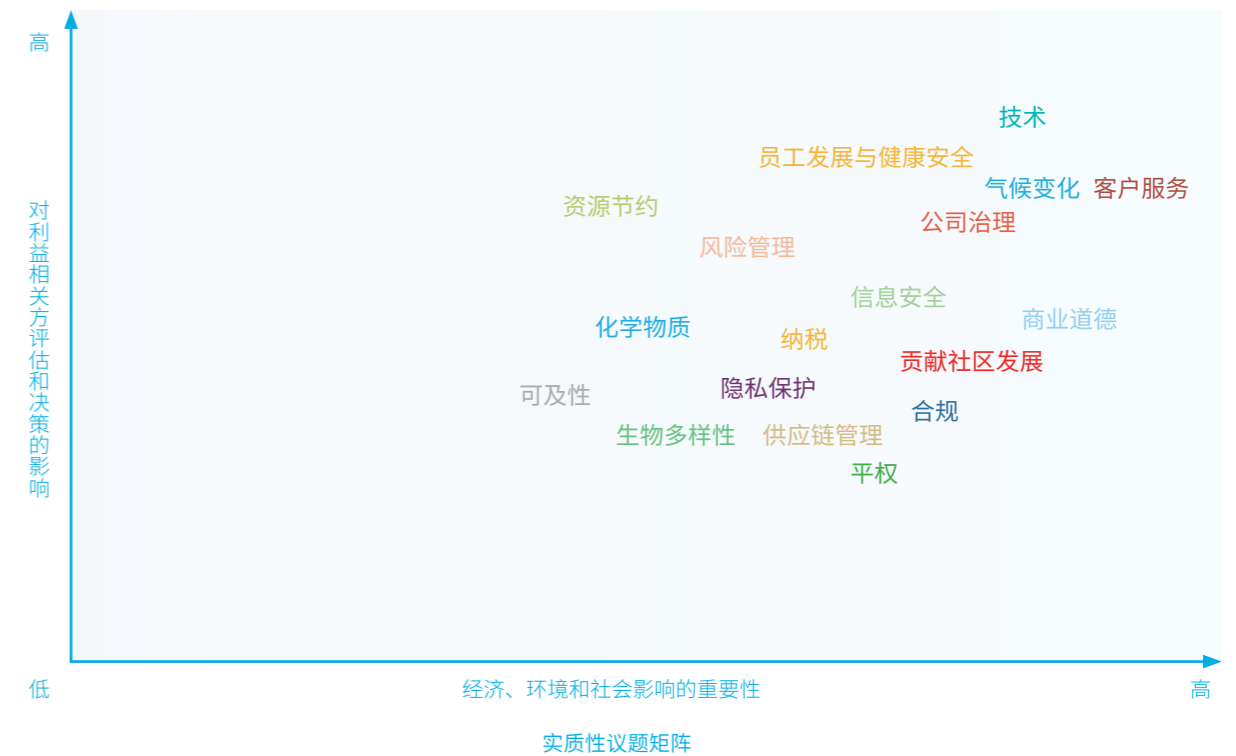 高
对利益相关方评估和决策的影响
技术
员工发展与健康安全
气候变化 客户服务
资源节约
公司治理
风险管理
信息安全
商业道德
化学物质
纳税
贡献社区发展
隐私保护
可及性
合规
生物多样性 供应链管理
平权
低
经济、环境和社会影响的重要性
高
实质性议题矩阵